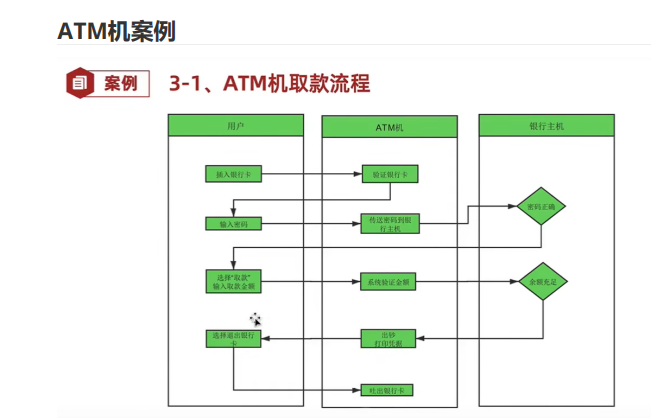 ATM机案例
案例
3-1、ATM机取款流程
用户
ATM机
银行主机
插入银行卡
验证银行卡
输入密码
传送密码到银
行主机
密码正确
选择“取款”
输入取款金额
系统验证金额
余额充足
选择退出银行
卡
出钞
打印凭据
吐出银行卡